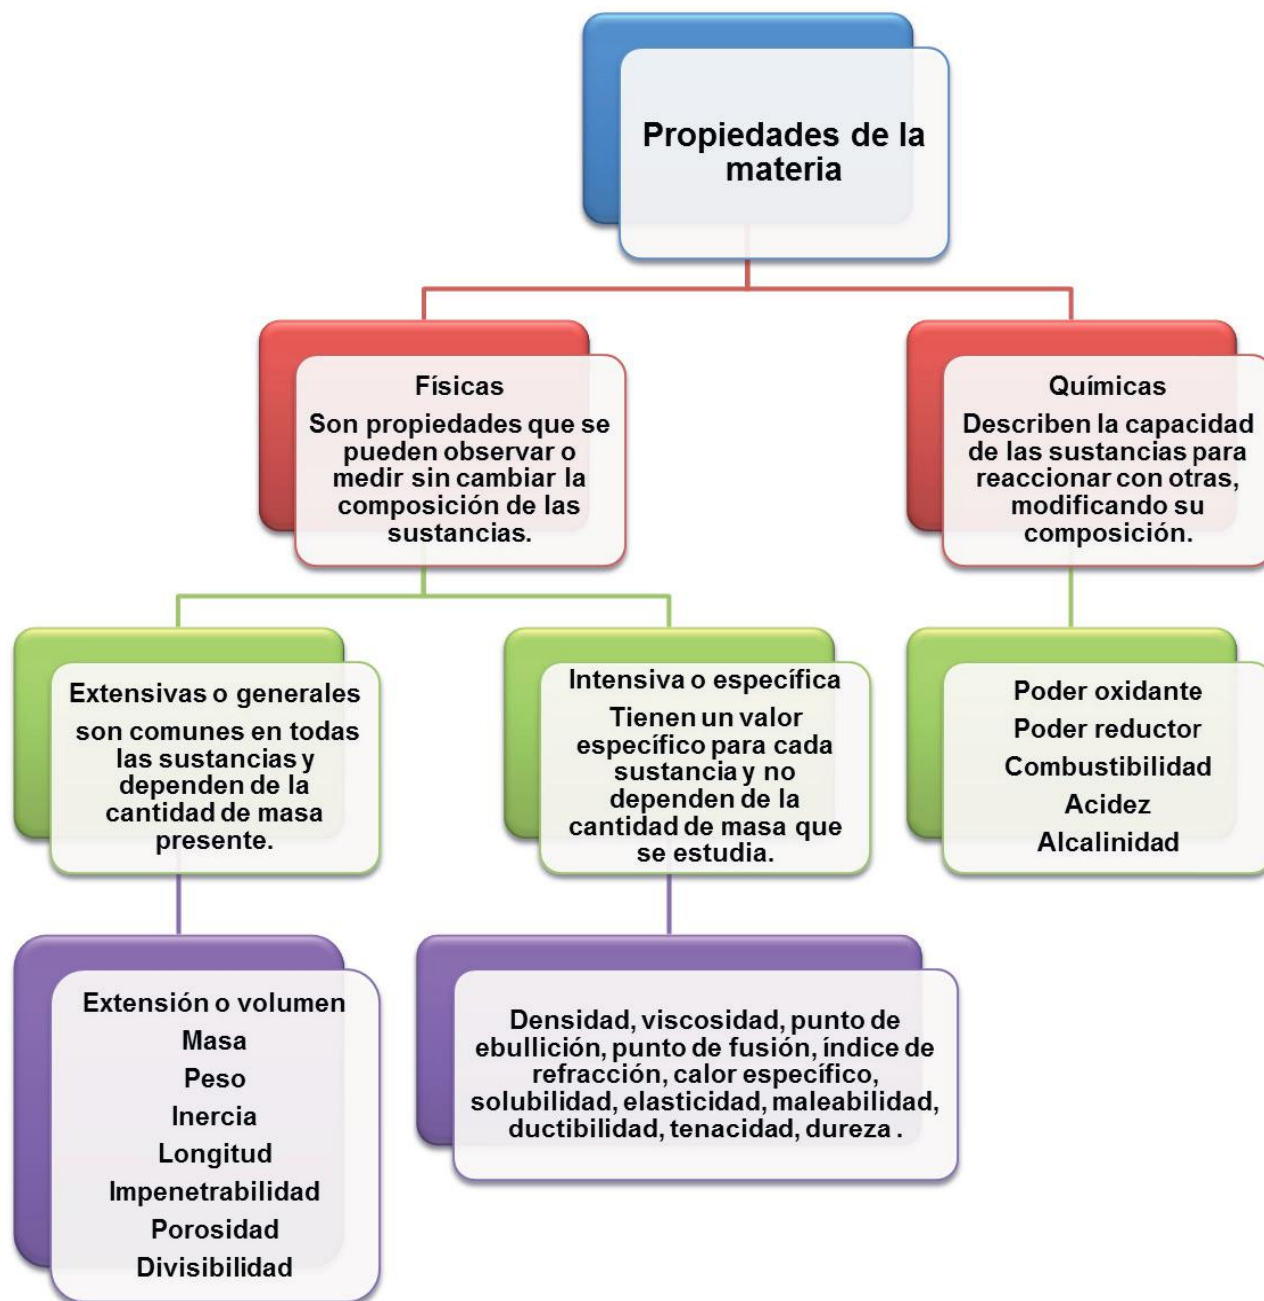 Propiedades de la
materia
Físicas
Son propiedades que se
pueden observar o
medir sin cambiar la
composición de las
sustancias.
Químicas
Describen la capacidad
de las sustancias para
reaccionar con otras,
modificando su
composición.
Extensivas o generales
son comunes en todas
las sustancias y
dependen de la
cantidad de masa
presente.
Intensiva o específica
Tienen un valor
específico para cada
sustancia y no
dependen de la
cantidad de masa que
se estudia.
Poder oxidante
Poder reductor
Combustibilidad
Acidez
Alcalinidad
Extensión o volumen
Masa
Peso
Inercia
Longitud
Impenetrabilidad
Porosidad
Divisibilidad
Densidad, viscosidad, punto de
ebullición, punto de fusión, índice de
refracción, calor específico,
solubilidad, elasticidad, maleabilidad,
ductibilidad, tenacidad, dureza .